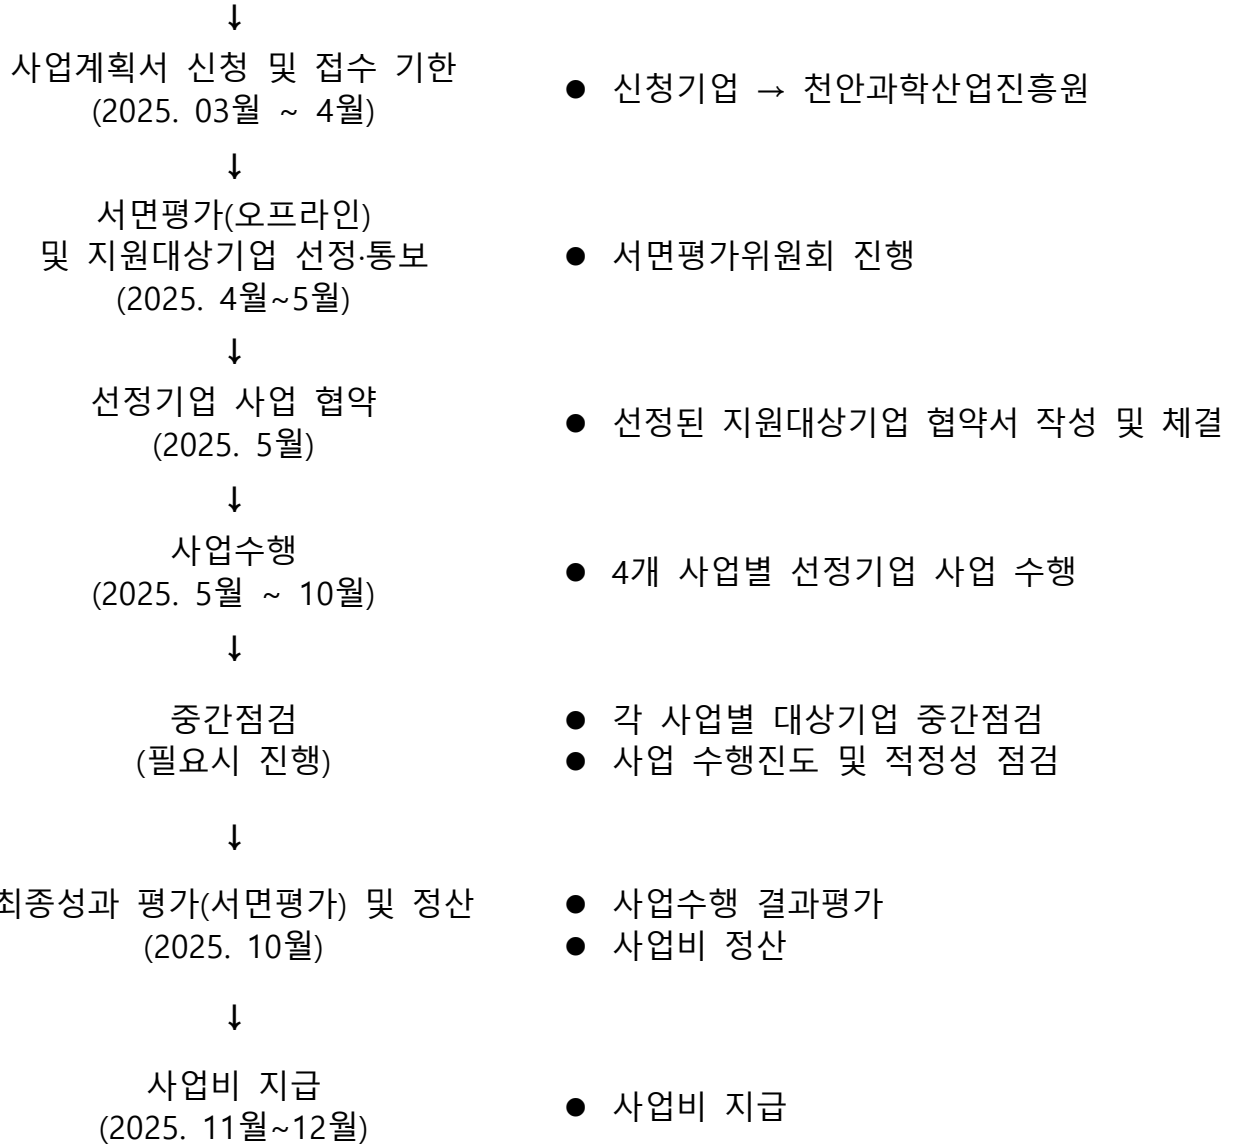 ↓
사업계획서 신청 및 접수 기한
(2025. 03월 ~ 4월)
● 신청기업 → 천안과학산업진흥원
↓
서면평가(오프라인)
및 지원대상기업 선정·통보
(2025. 4월~5월)
● 서면평가위원회 진행
↓
선정기업 사업 협약
(2025. 5월)
● 선정된 지원대상기업 협약서 작성 및 체결
↓
사업수행
(2025. 5월 ~ 10월)
● 4개 사업별 선정기업 사업 수행
↓
중간점검
(필요시 진행)
● 각 사업별 대상기업 중간점검
● 사업 수행진도 및 적정성 점검
↓
최종성과 평가(서면평가) 및 정산
(2025. 10월)
● 사업수행 결과평가
● 사업비 정산
↓
사업비 지급
(2025. 11월~12월)
● 사업비 지급